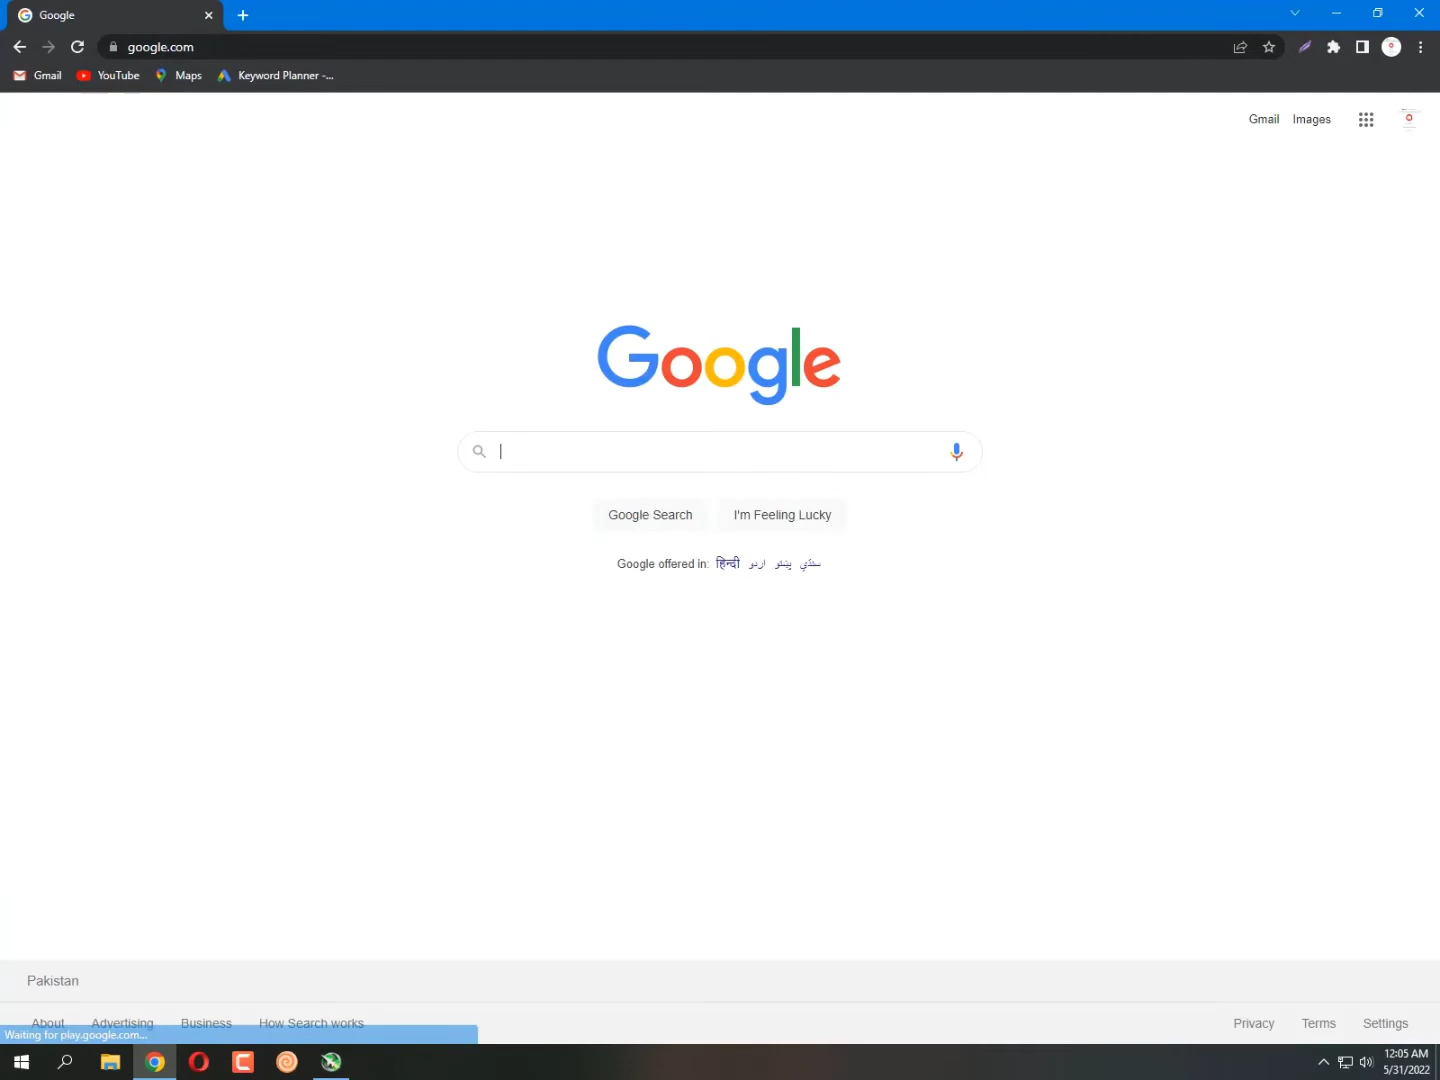 Google
google.com
Gmail YouTube Maps Keyword Planner -...
Gmail Images
Google
Google Search I'm Feeling Lucky
Google offered in: हिन्दी اردو پښتو سنڌي
Pakistan
About Advertising Business How Search works
Privacy Terms Settings
Waiting for play.google.com...
12:05 AM
5/31/2022